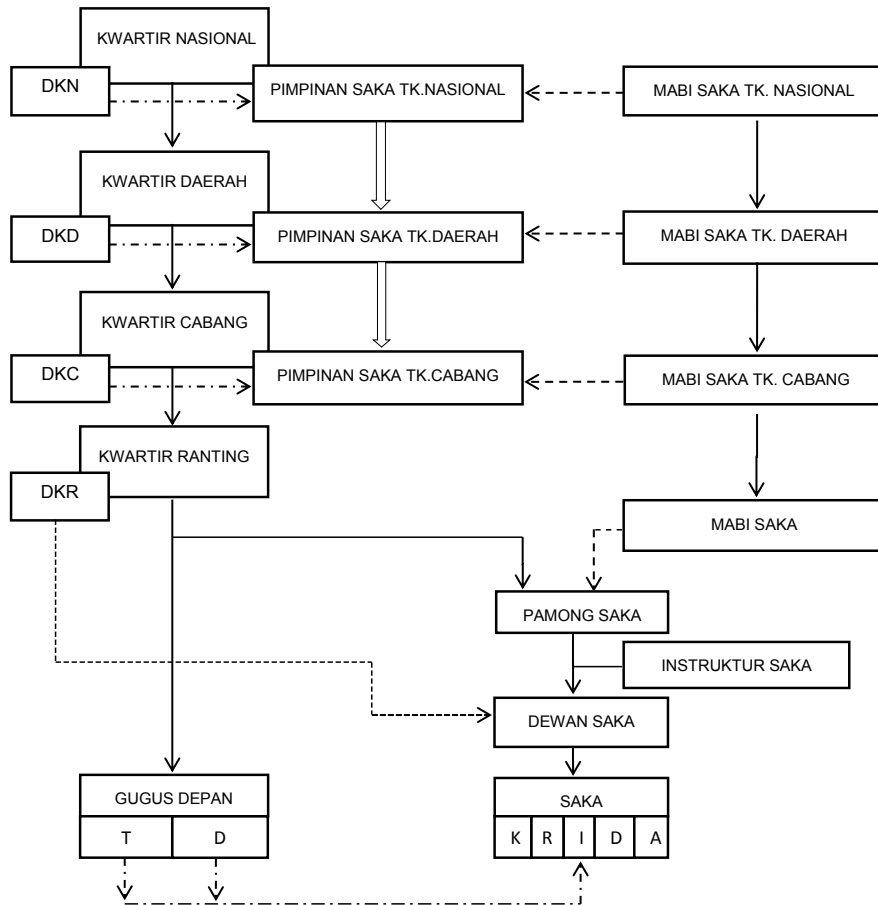 KWARTIR NASIONAL
DKN
PIMPINAN SAKA TK.NASIONAL
MABI SAKA TK. NASIONAL
KWARTIR DAERAH
DKD
PIMPINAN SAKA TK.DAERAH
MABI SAKA TK. DAERAH
KWARTIR CABANG
DKC
PIMPINAN SAKA TK.CABANG
MABI SAKA TK. CABANG
KWARTIR RANTING
DKR
MABI SAKA
PAMONG SAKA
INSTRUKTUR SAKA
DEWAN SAKA
GUGUS DEPAN
SAKA
T D
K R I D A